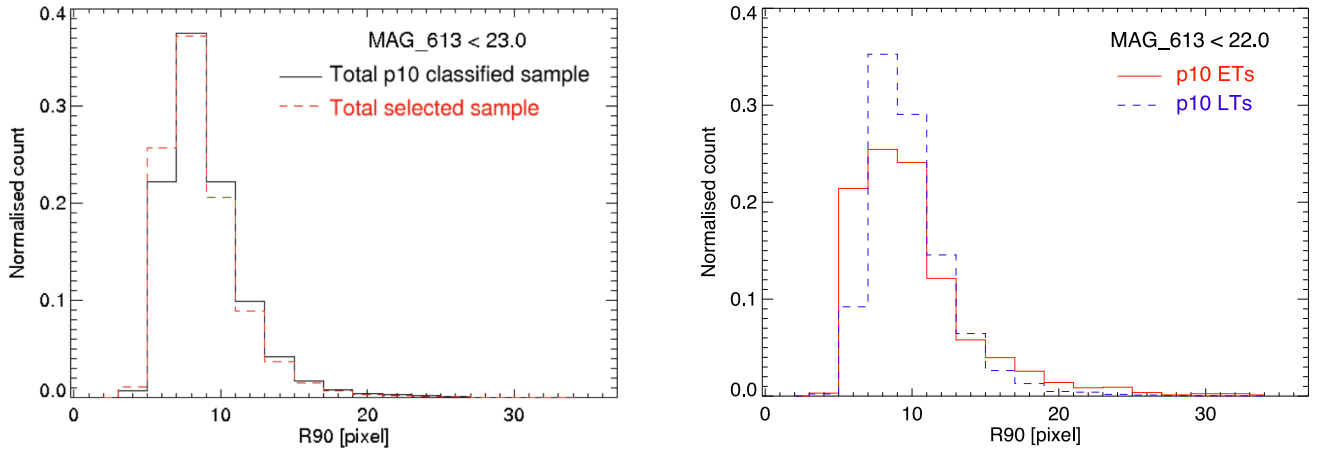 MAG_613 < 23.0
Total p10 classified sample
Total selected sample
Normalised count
0.4
0.3
0.2
0.1
0.0
0
10
20
30
R90 [pixel]
MAG_613 < 22.0
p10 ETs
p10 LTs
Normalised count
0.4
0.3
0.2
0.1
0.0
0
10
20
30
R90 [pixel]